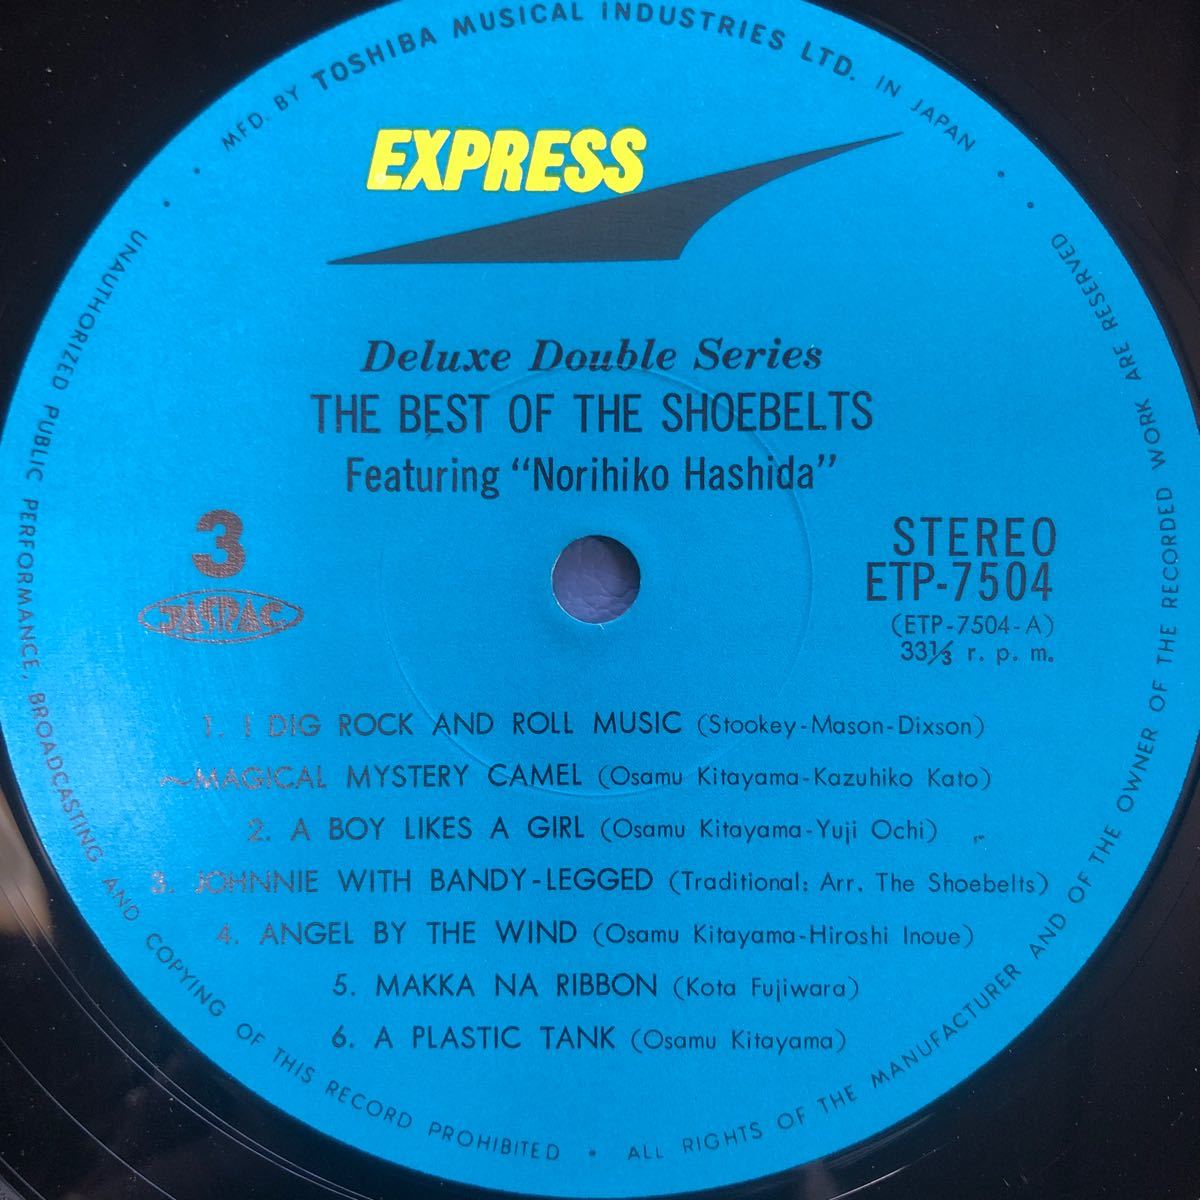 MFD. BY TOSHIBA MUSICAL INDUSTRIES LTD. IN JAPAN
EXPRESS
Deluxe Double Series
THE BEST OF THE SHOEBELTS
Featuring “Norihiko Hashida”
3
JASRAC
STEREO
ETP-7504
(ETP-7504-A)
33⅓ r. p. m.
1. I DIG ROCK AND ROLL MUSIC (Stookey-Mason-Dixson)
~MAGICAL MYSTERY CAMEL (Osamu Kitayama-Kazuhiko Kato)
2. A BOY LIKES A GIRL (Osamu Kitayama-Yuji Ochi)
3. JOHNNIE WITH BANDY-LEGGED (Traditional: Arr. The Shoebelts)
4. ANGEL BY THE WIND (Osamu Kitayama-Hiroshi Inoue)
5. MAKKA NA RIBBON (Kota Fujiwara)
6. A PLASTIC TANK (Osamu Kitayama)
UNAUTHORIZED PUBLIC PERFORMANCE, BROADCASTING AND COPYING OF THIS RECORD PROHIBITED • ALL RIGHTS OF THE MANUFACTURER AND OF THE OWNER OF THE RECORDED WORK ARE RESERVED